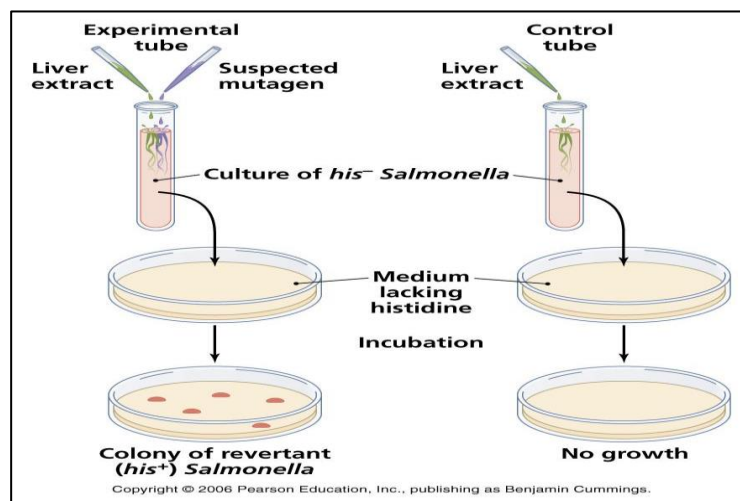 Experimental
tube
Liver
extract
Suspected
mutagen
Control
tube
Liver
extract
Culture of his– Salmonella
Medium
lacking
histidine
Incubation
Colony of revertant
(his+) Salmonella
No growth
Copyright © 2006 Pearson Education, Inc., publishing as Benjamin Cummings.